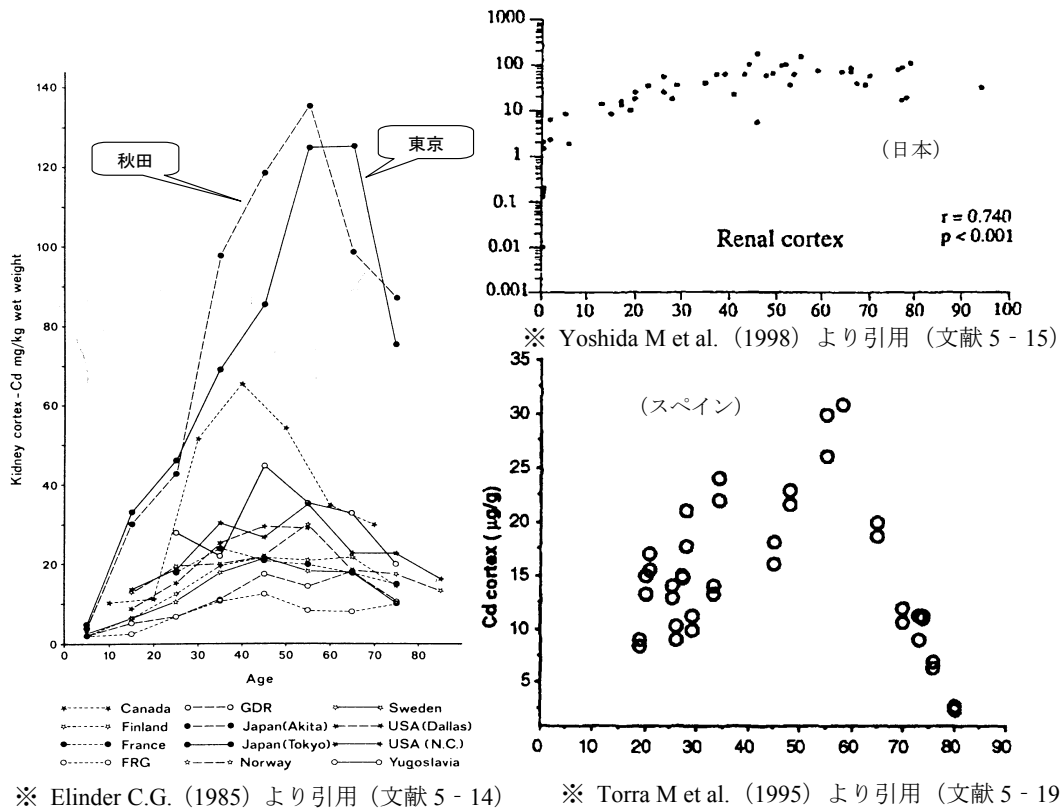 秋田
東京
Kidney cortex-Cd mg/kg wet weight
140
120
100
80
60
40
20
0
0 10 20 30 40 50 60 70 80
Age
Canada GDR Sweden
Finland Japan(Akita) USA(Dallas)
France Japan(Tokyo) USA (N.C.)
FRG Norway Yugoslavia
※ Elinder C.G.（1985）より引用（文献 5‐14）
100
10
1
0.1
0.01
0.001
（日本）
Renal cortex
r = 0.740
p < 0.001
0 10 20 30 40 50 60 70 80 90 100
※ Yoshida M et al.（1998）より引用（文献 5‐15）
35
30
25
20
15
10
5
Cd cortex (µg/g)
（スペイン）
0 20 30 40 50 60 70 80 90
※ Torra M et al.（1995）より引用（文献 5‐19